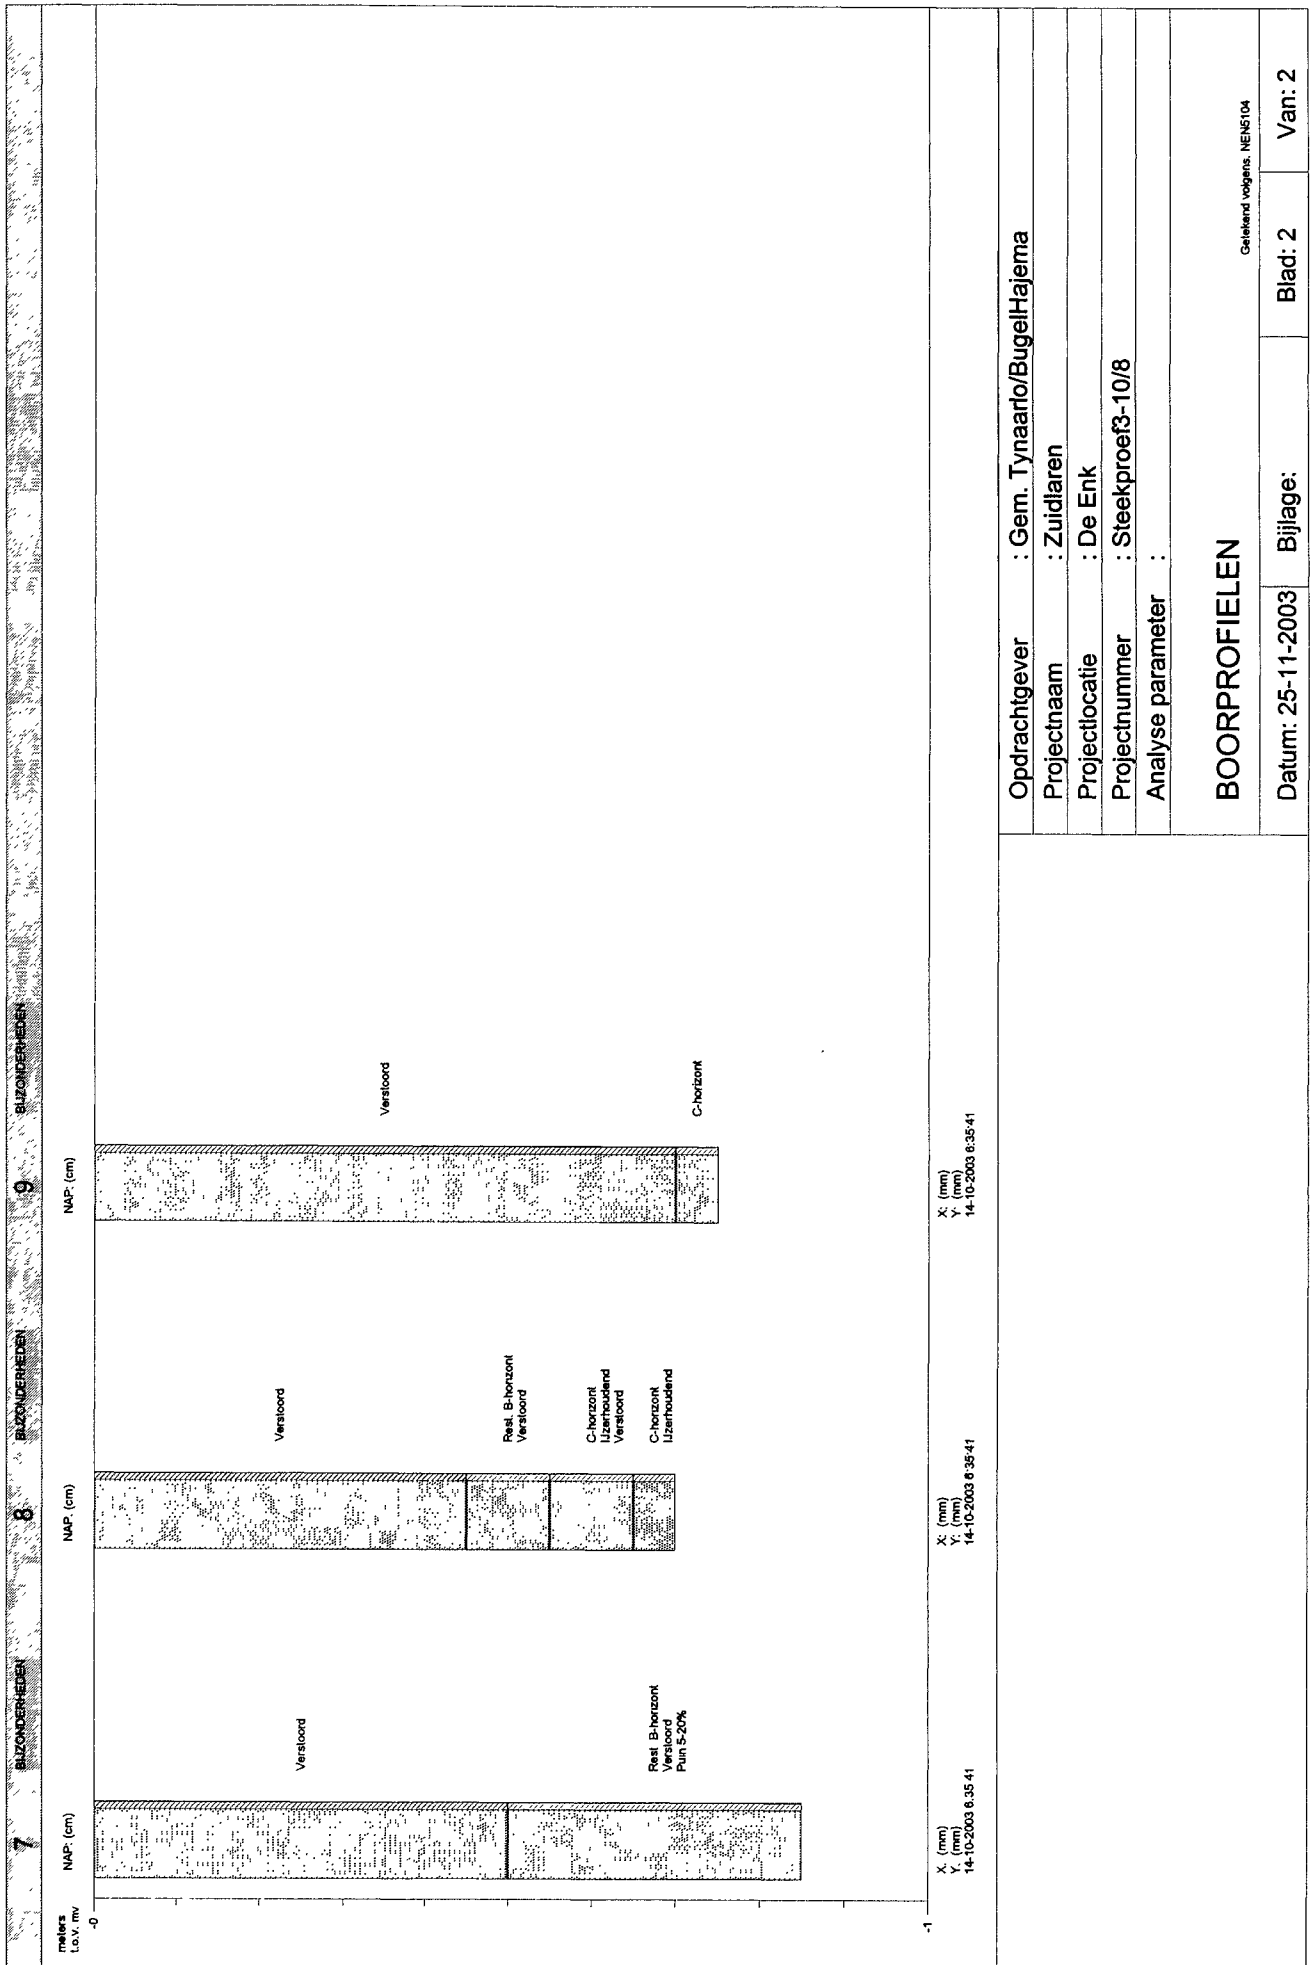 7 BIJZONDERHEDEN 8 BIJZONDERHEDEN 9 BIJZONDERHEDEN
meters
t.o.v. mv
NAP: (cm)
NAP. (cm)
NAP: (cm)
-0
-1
Verstoord
Rest B-horizont
Verstoord
Puin 5-20%
Verstoord
Rest. B-horizont
Verstoord
C-horizont
IJzerhoudend
Verstoord
C-horizont
IJzerhoudend
Verstoord
C-horizont
X. (mm)
Y. (mm)
14-10-2003 6.35 41
X: (mm)
Y: (mm)
14-10-2003 6:35:41
X: (mm)
Y: (mm)
14-10-2003 6:35:41
Opdrachtgever : Gem. Tynaarlo/BugelHajema
Projectnaam : Zuidlaren
Projectlocatie : De Enk
Projectnummer : Steekproef3-10/8
Analyse parameter :
BOORPROFIELEN
Getekend volgens. NEN5104
Datum: 25-11-2003 Bijlage: Blad: 2 Van: 2